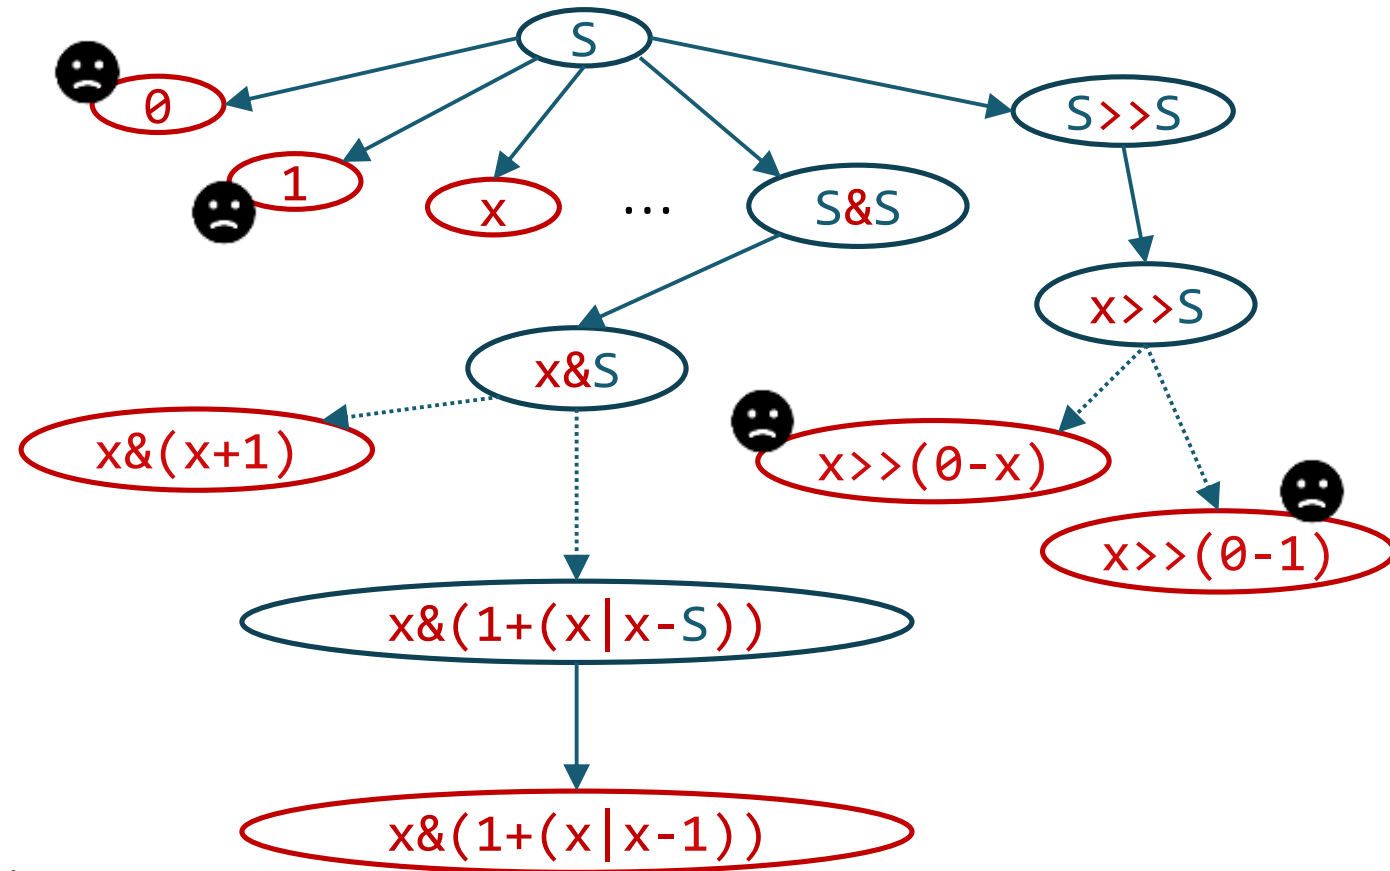 S
0
S>>S
1
x
...
S&S
x>>S
x&S
x&(x+1)
x>>(0-x)
x>>(0-1)
x&(1+(x|x-S))
x&(1+(x|x-1))